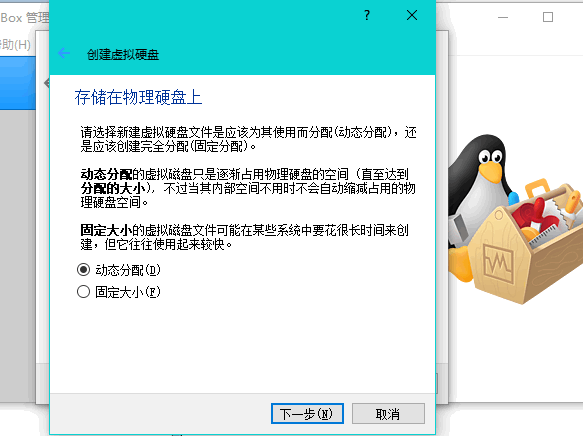 Box 管理
?
创建虚拟硬盘
帮助(H)
存储在物理硬盘上
请选择新建虚拟硬盘文件是应该为其使用而分配(动态分配)，还
是应该创建完全分配(固定分配)。
动态分配的虚拟磁盘只是逐渐占用物理硬盘的空间（直至达到
分配的大小），不过当其内部空间不用时不会自动缩减占用的物
理硬盘空间。
固定大小的虚拟磁盘文件可能在某些系统中要花很长时间来创
建，但它往往使用起来较快。
动态分配(D)
固定大小(F)
下一步(N)
取消